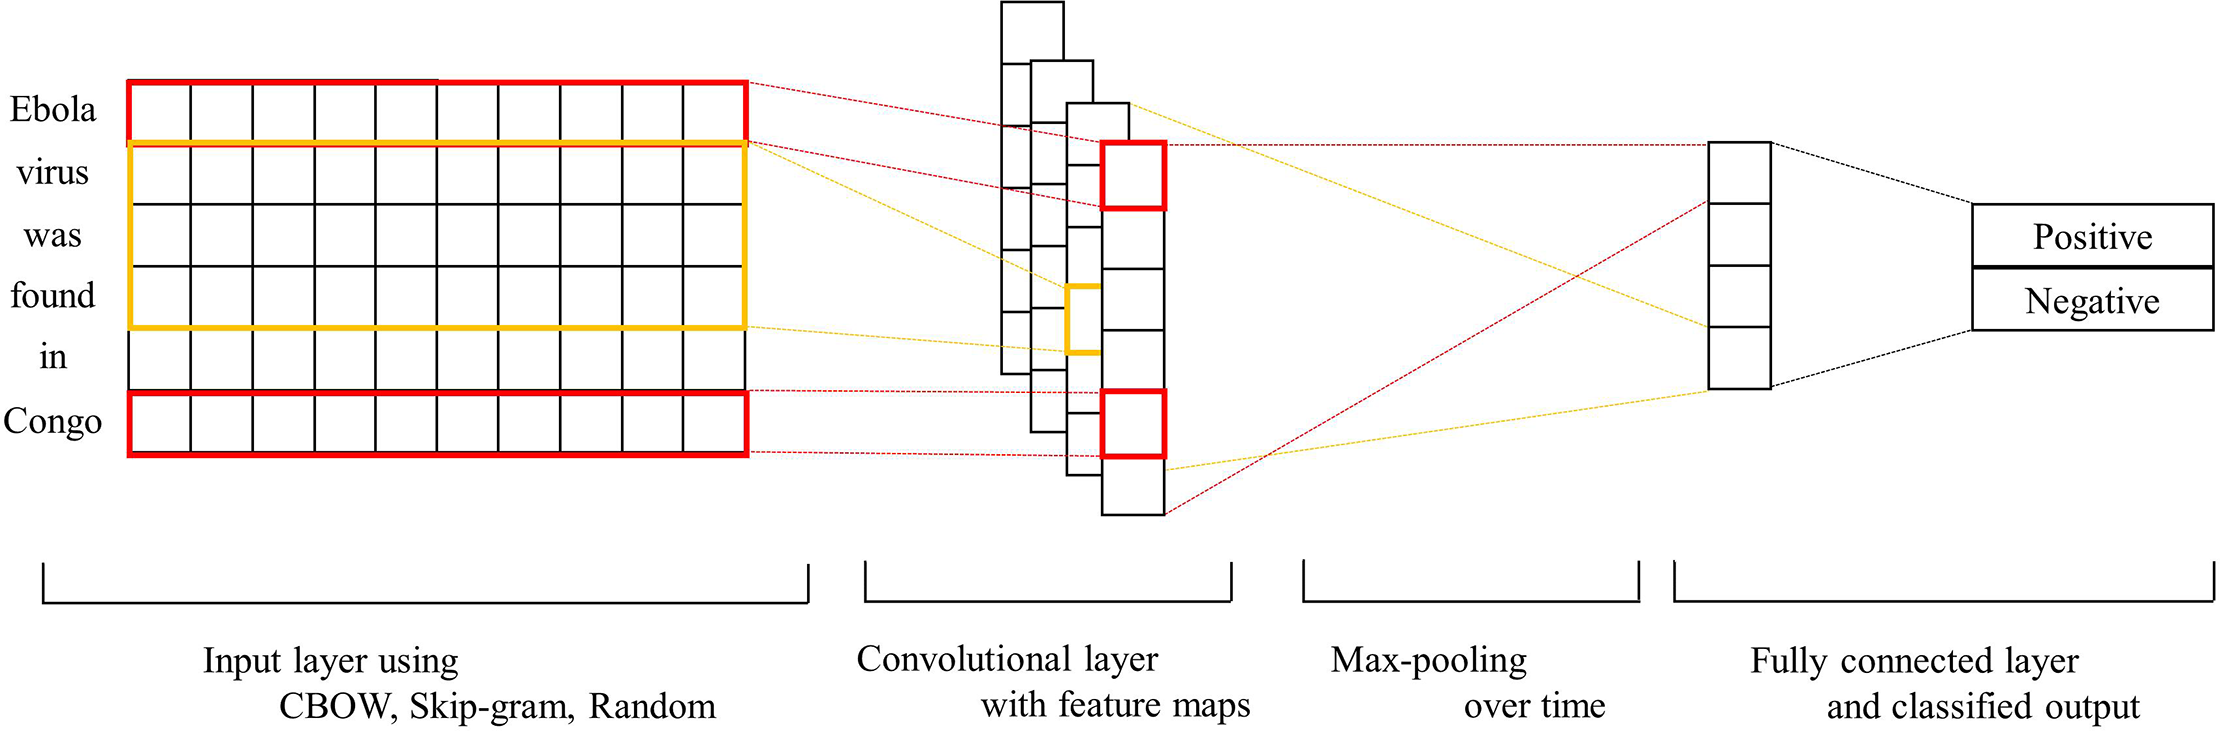 Ebola
virus
was
found
in
Congo
Positive
Negative
Input layer using
CBOW, Skip-gram, Random
Convolutional layer
with feature maps
Max-pooling
over time
Fully connected layer
and classified output